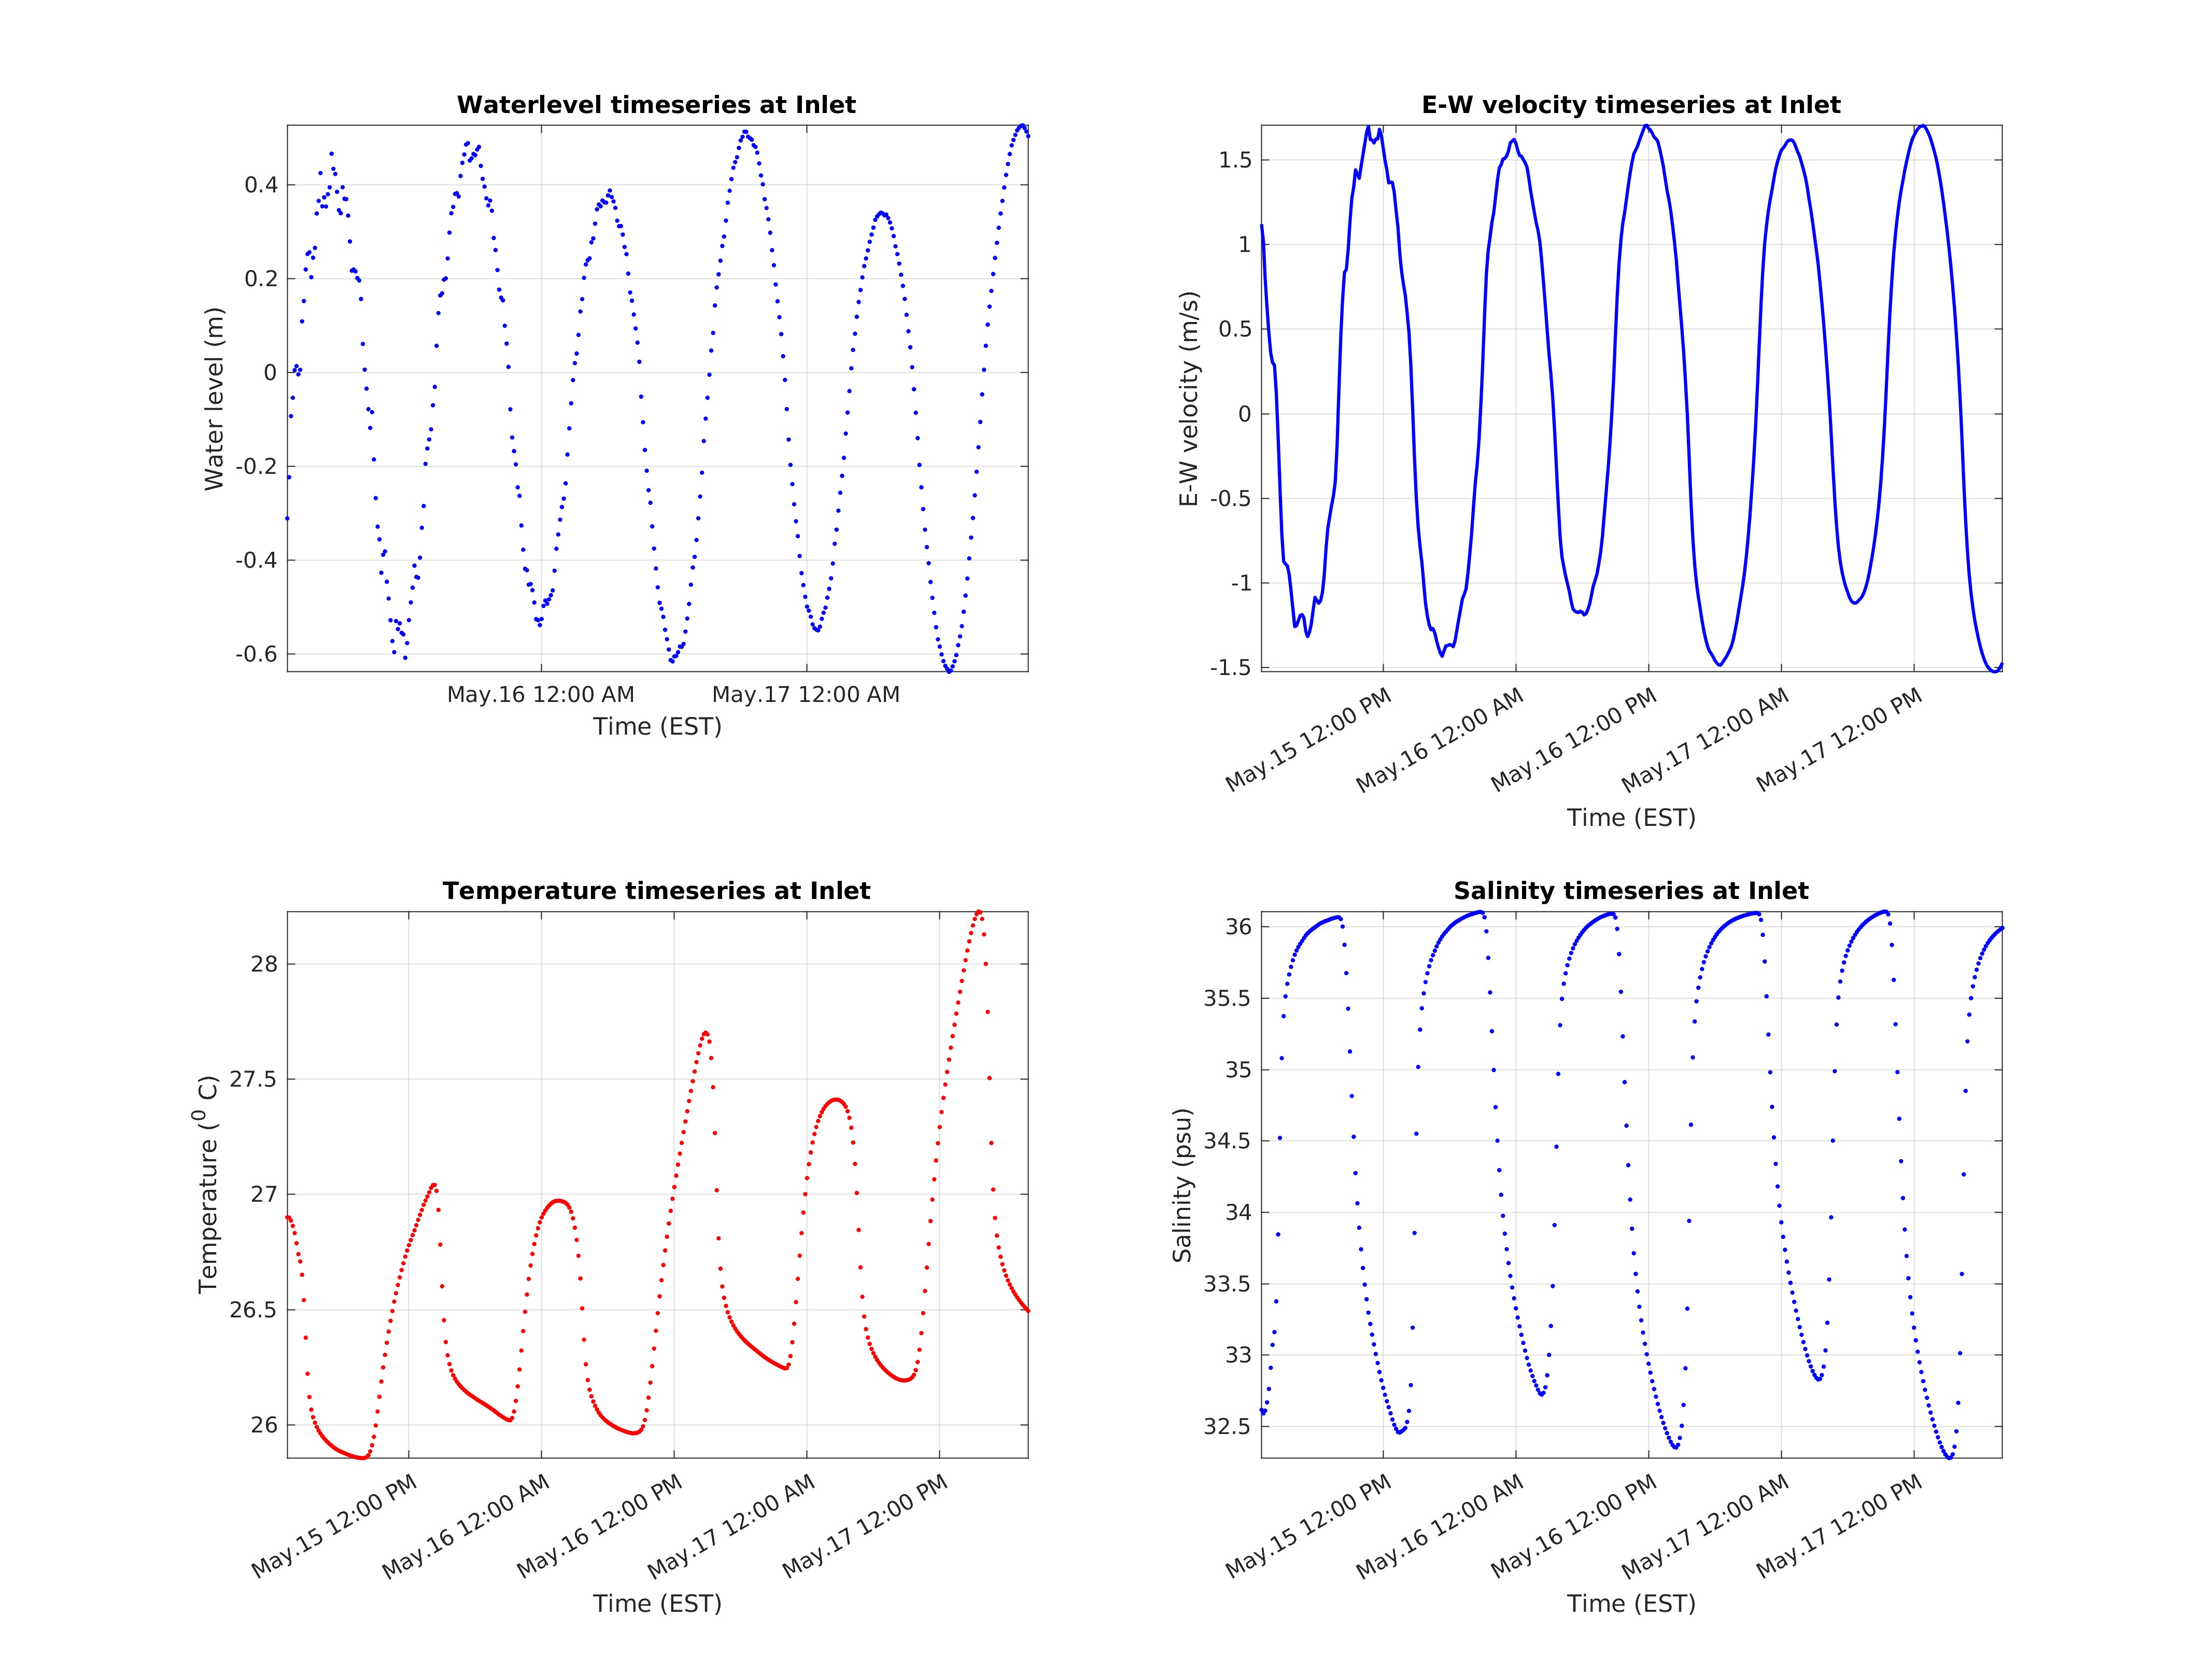 Waterlevel timeseries at Inlet
0.4
0.2
0
-0.2
-0.4
-0.6
Water level (m)
May.16 12:00 AM
May.17 12:00 AM
Time (EST)
E-W velocity timeseries at Inlet
1.5
1
0.5
0
-0.5
-1
-1.5
E-W velocity (m/s)
May.15 12:00 PM
May.16 12:00 AM
May.16 12:00 PM
May.17 12:00 AM
May.17 12:00 PM
Time (EST)
Temperature timeseries at Inlet
28
27.5
27
26.5
26
Temperature (⁰ C)
May.15 12:00 PM
May.16 12:00 AM
May.16 12:00 PM
May.17 12:00 AM
May.17 12:00 PM
Time (EST)
Salinity timeseries at Inlet
36
35.5
35
34.5
34
33.5
33
32.5
Salinity (psu)
May.15 12:00 PM
May.16 12:00 AM
May.16 12:00 PM
May.17 12:00 AM
May.17 12:00 PM
Time (EST)